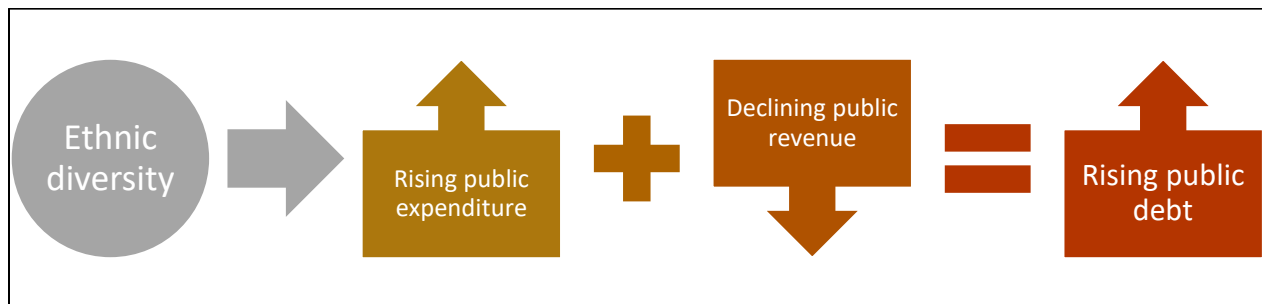 Ethnic
diversity
Rising public
expenditure
Declining public
revenue
Rising public
debt